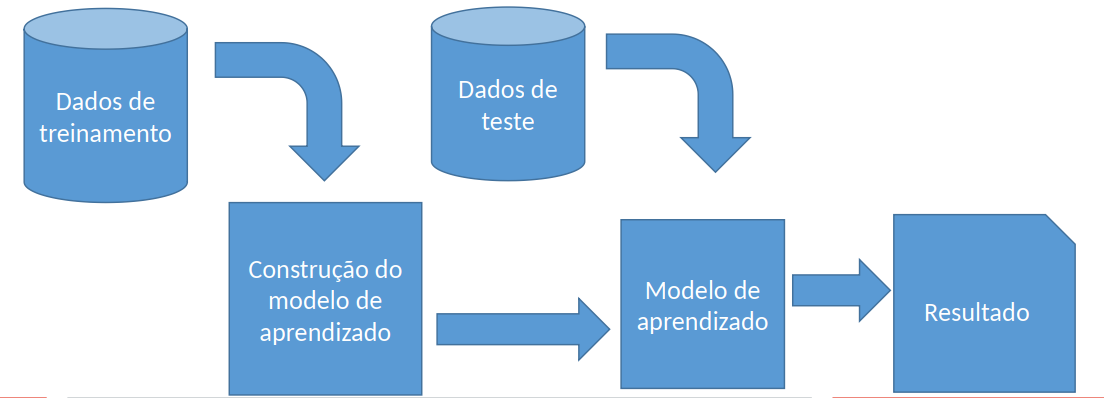 Dados de
treinamento
Dados de
teste
Construção do
modelo de
aprendizado
Modelo de
aprendizado
Resultado